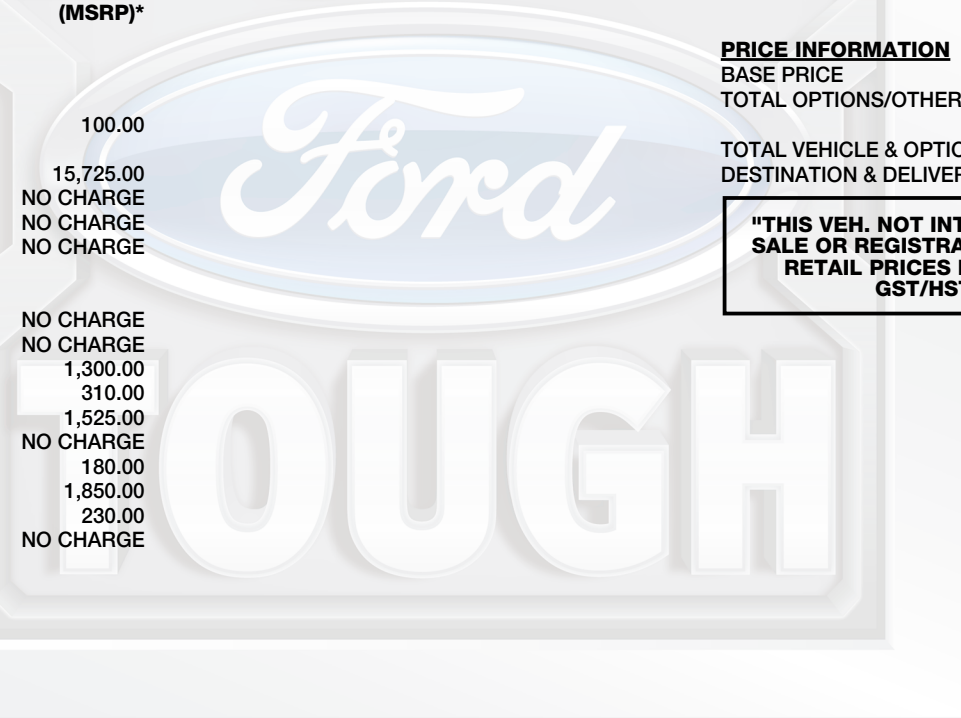 (MSRP)*
100.00
15,725.00
NO CHARGE
NO CHARGE
NO CHARGE
NO CHARGE
NO CHARGE
1,300.00
310.00
1,525.00
NO CHARGE
180.00
1,850.00
230.00
NO CHARGE
PRICE INFORMATION
BASE PRICE
TOTAL OPTIONS/OTHER
TOTAL VEHICLE & OPTIO
DESTINATION & DELIVER
"THIS VEH. NOT INT
SALE OR REGISTRA
RETAIL PRICES
GST/HST
Ford
TOUGH